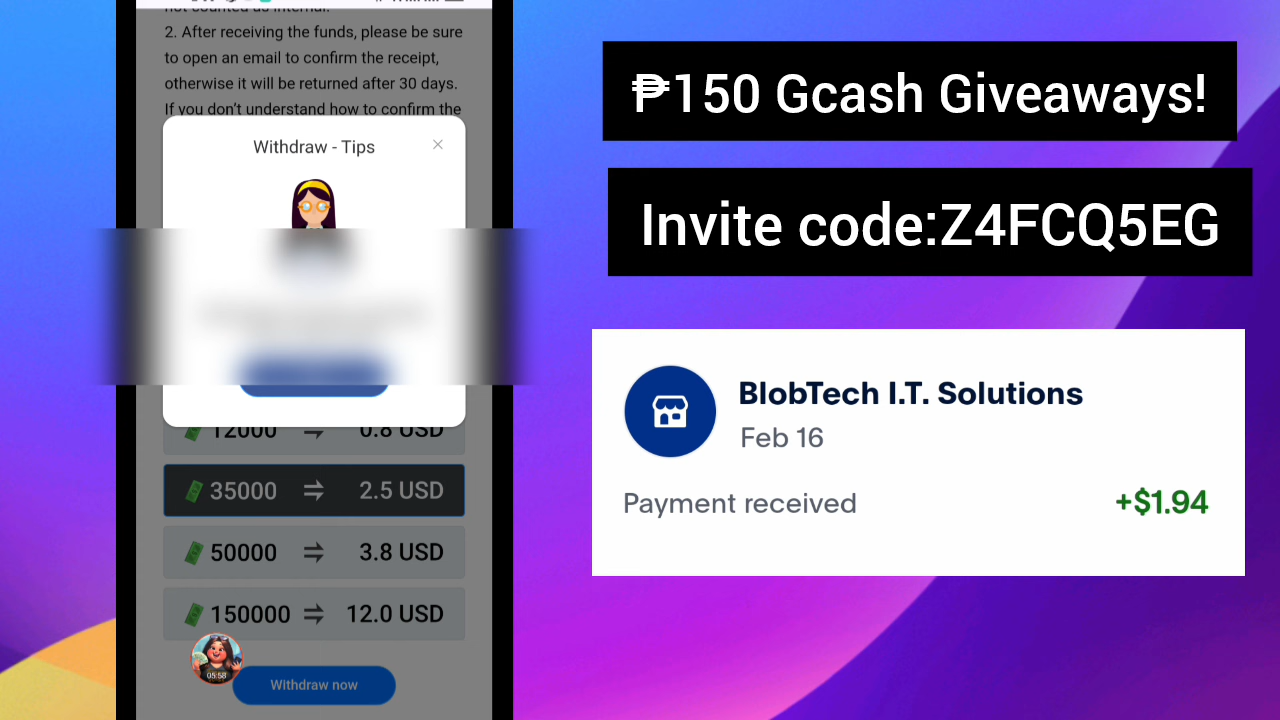 2. After receiving the funds, please be sure
to open an email to confirm the receipt,
otherwise it will be returned after 30 days.
If you don't understand how to confirm the
Withdraw - Tips
12000 0.8 USD
35000 2.5 USD
50000 3.8 USD
150000 12.0 USD
05:58
Withdraw now
₱150 Gcash Giveaways!
Invite code:Z4FCQ5EG
BlobTech I.T. Solutions
Feb 16
Payment received +$1.94